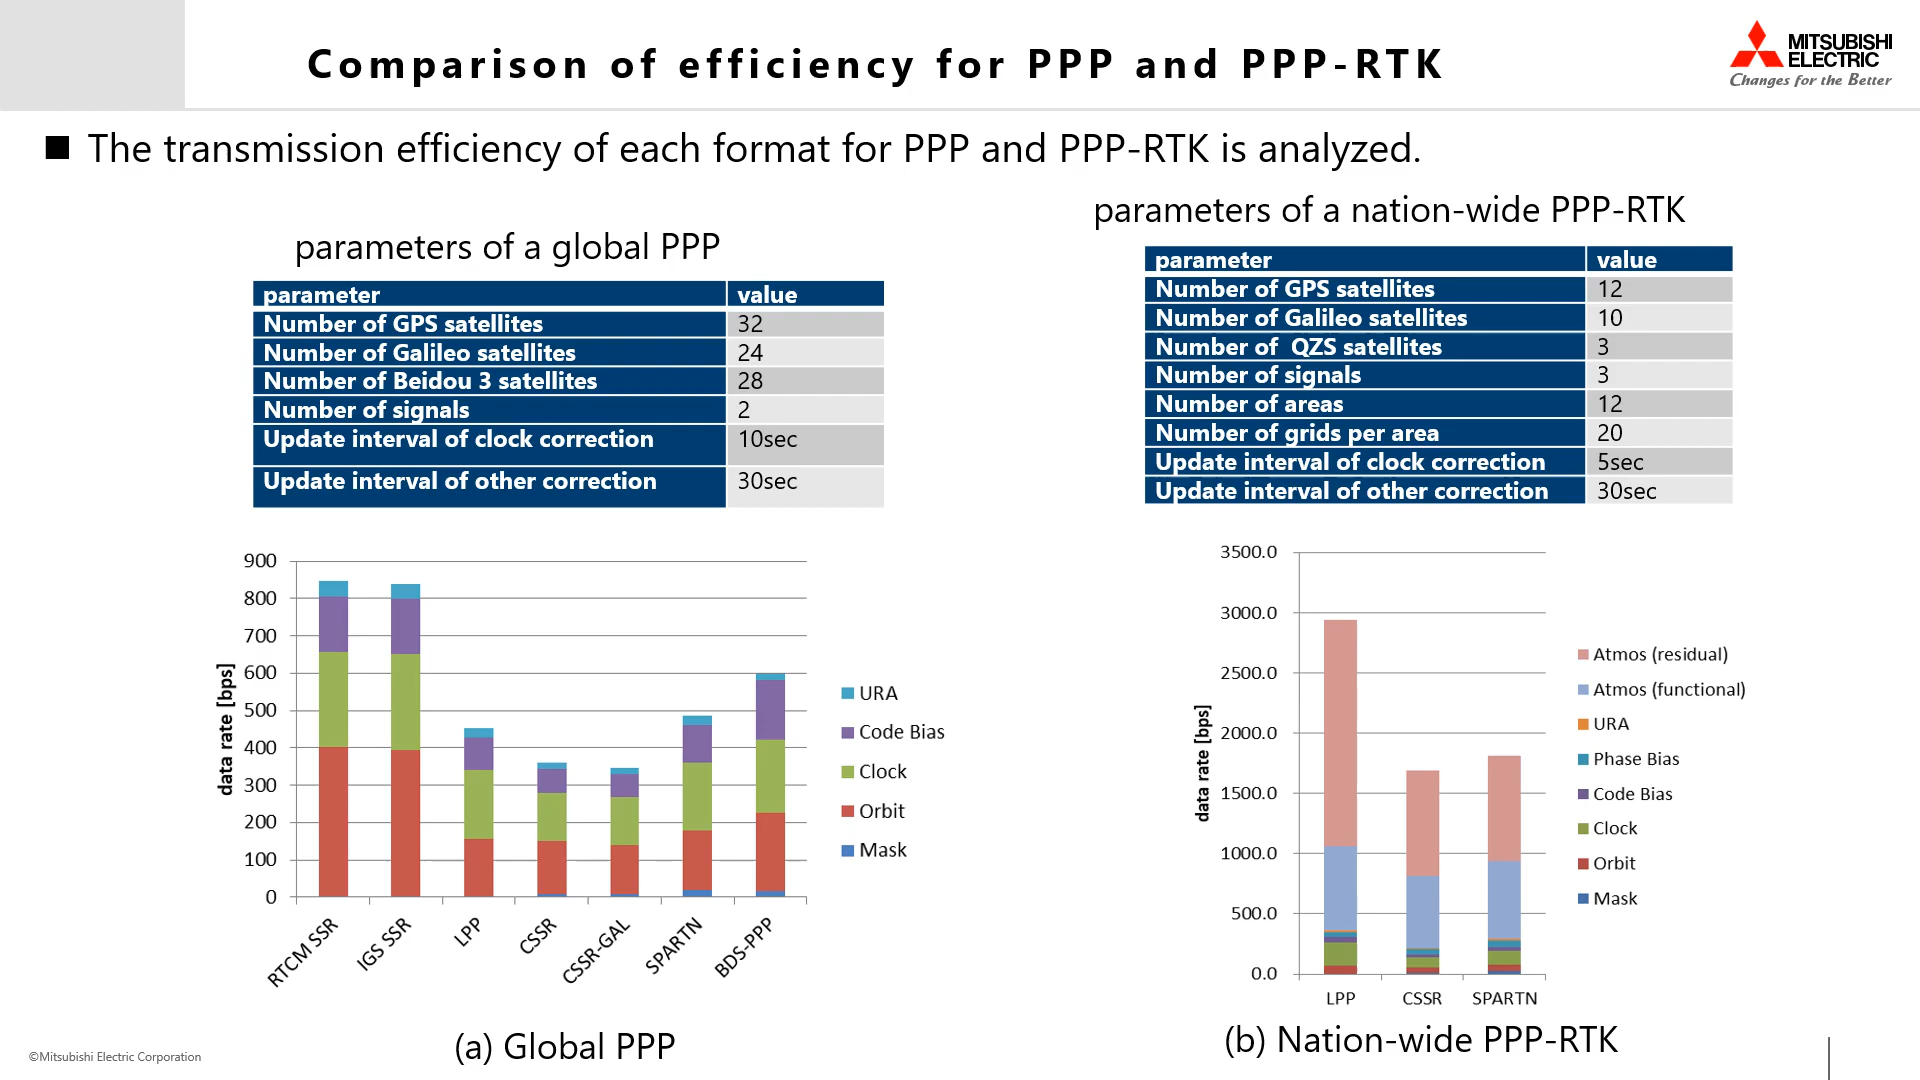 Comparison of efficiency for PPP and PPP-RTK
MITSUBISHI
ELECTRIC
Changes for the Better
■ The transmission efficiency of each format for PPP and PPP-RTK is analyzed.
parameters of a global PPP
parameter value
Number of GPS satellites 32
Number of Galileo satellites 24
Number of Beidou 3 satellites 28
Number of signals 2
Update interval of clock correction 10sec
Update interval of other correction 30sec
parameters of a nation-wide PPP-RTK
parameter value
Number of GPS satellites 12
Number of Galileo satellites 10
Number of QZS satellites 3
Number of signals 3
Number of areas 12
Number of grids per area 20
Update interval of clock correction 5sec
Update interval of other correction 30sec
data rate [bps]
900
800
700
600
500
400
300
200
100
0
RTCM SSR
IGS SSR
LPP
CSSR
CSSR-GAL
SPARTN
BDS-PPP
URA
Code Bias
Clock
Orbit
Mask
(a) Global PPP
data rate [bps]
3500.0
3000.0
2500.0
2000.0
1500.0
1000.0
500.0
0.0
LPP
CSSR
SPARTN
Atmos (residual)
Atmos (functional)
URA
Phase Bias
Code Bias
Clock
Orbit
Mask
(b) Nation-wide PPP-RTK
©Mitsubishi Electric Corporation